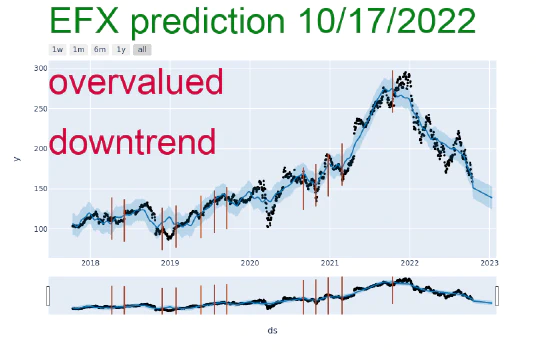 EFX prediction 10/17/2022
1w 1m 6m 1y all
300
overvalued
250
200
downtrend
y
150
100
2018 2019 2020 2021 2022 2023
ds